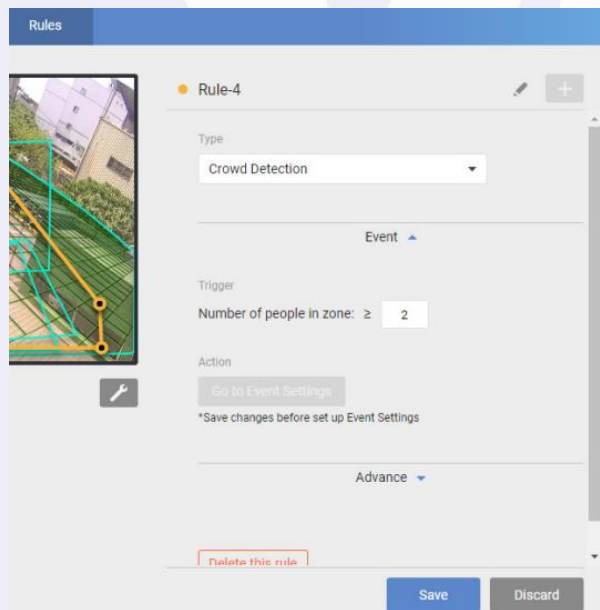 Rules
Rule-4
Type
Crowd Detection
Event
Trigger
Number of people in zone: ≥ 2
Action
Go to Event Settings
*Save changes before set up Event Settings
Advance
Delete this rule
Save
Discard